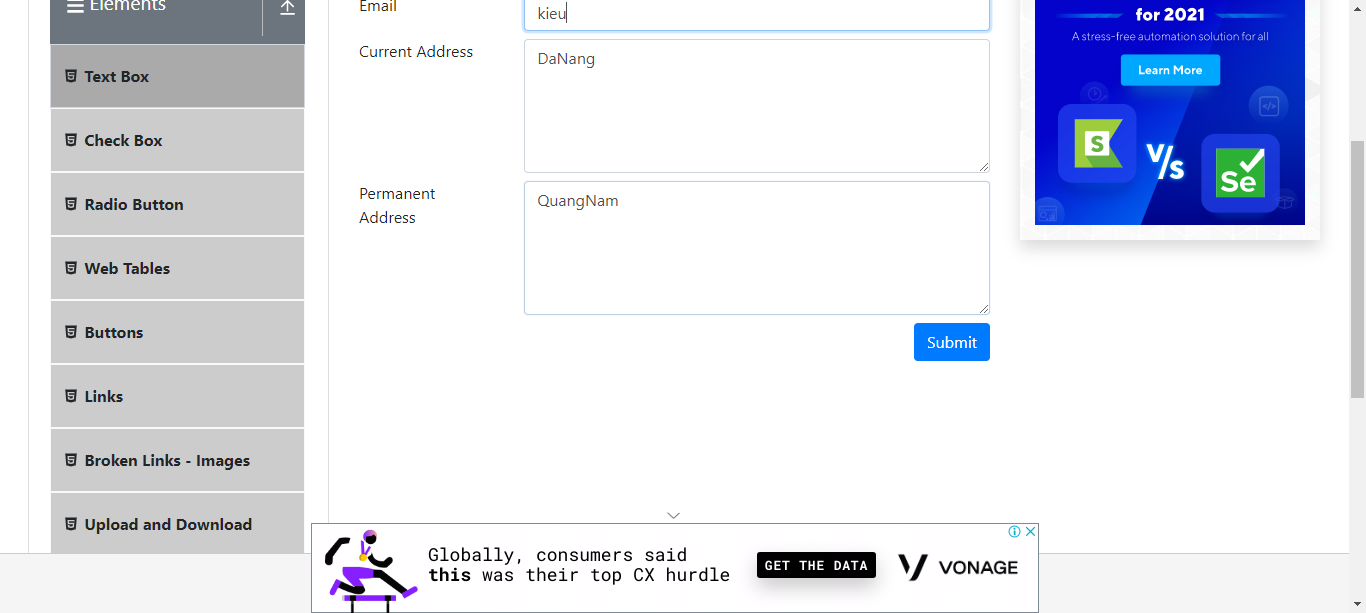 Elements
Text Box
Check Box
Radio Button
Web Tables
Buttons
Links
Broken Links - Images
Upload and Download
Email
kieu
Current Address
DaNang
Permanent
Address
QuangNam
Submit
for 2021
A stress-free automation solution for all
Learn More
S
V/s
Se
Globally, consumers said
this was their top CX hurdle
GET THE DATA
VONAGE